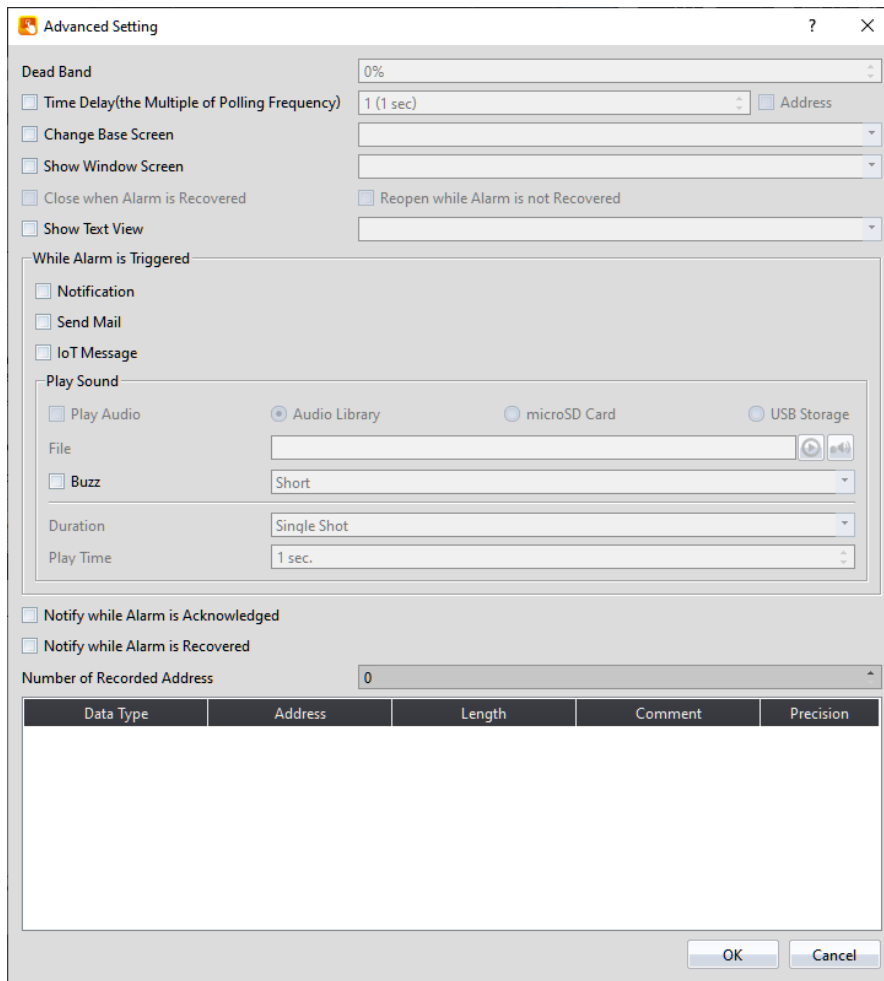 Advanced Setting
Dead Band 0%
Time Delay(the Multiple of Polling Frequency) 1 (1 sec) Address
Change Base Screen
Show Window Screen
Close when Alarm is Recovered Reopen while Alarm is not Recovered
Show Text View
While Alarm is Triggered
Notification
Send Mail
IoT Message
Play Sound
Play Audio Audio Library microSD Card USB Storage
File
Buzz Short
Duration Single Shot
Play Time 1 sec.
Notify while Alarm is Acknowledged
Notify while Alarm is Recovered
Number of Recorded Address 0
Data Type Address Length Comment Precision
OK Cancel